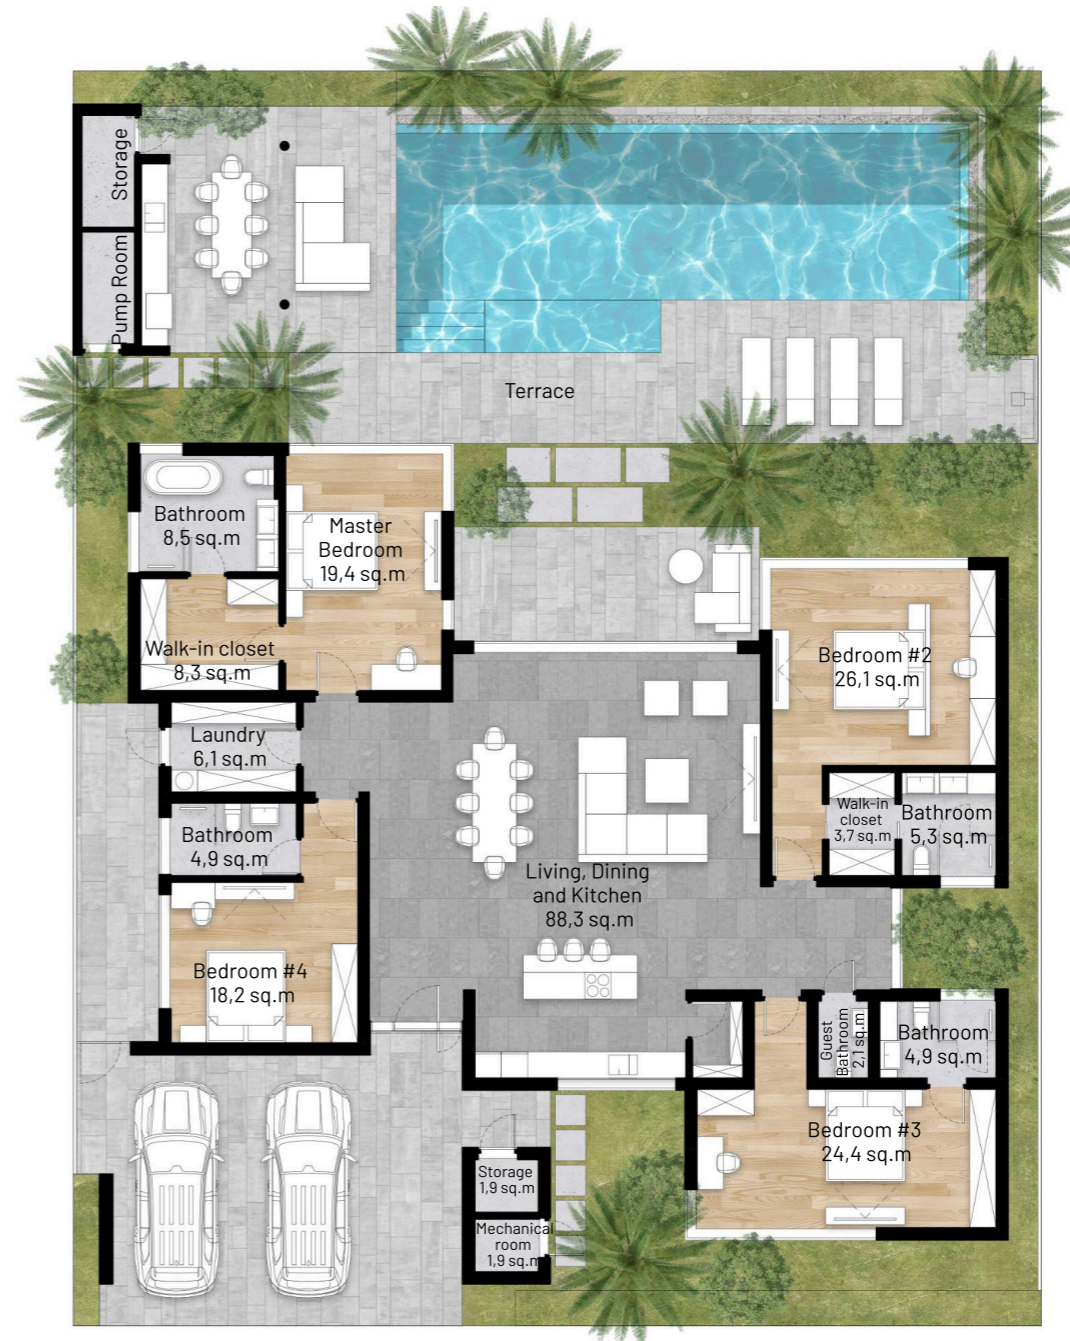 Storage
Pump Room
Terrace
Bathroom
8,5 sq.m
Master
Bedroom
19,4 sq.m
Walk-in closet
8,3 sq.m
Bedroom #2
26,1 sq.m
Laundry
6,1 sq.m
Bathroom
4,9 sq.m
Walk-in
closet
3,7 sq.m
Bathroom
5,3 sq.m
Living, Dining
and Kitchen
88,3 sq.m
Bedroom #4
18,2 sq.m
Guest
Bathroom
2,1 sq.m
Bathroom
4,9 sq.m
Bedroom #3
24,4 sq.m
Storage
1,9 sq.m
Mechanical
room
1,9 sq.m